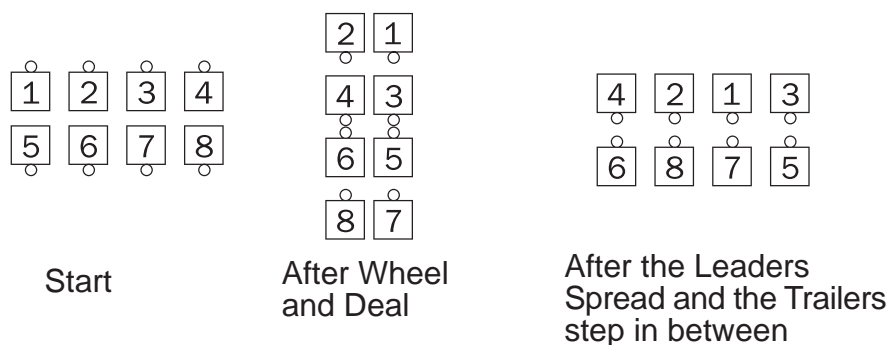 1 2 3 4
5 6 7 8
Start
2 1
4 3
6 5
8 7
After Wheel
and Deal
4 2 1 3
6 8 7 5
After the Leaders
Spread and the Trailers
step in between